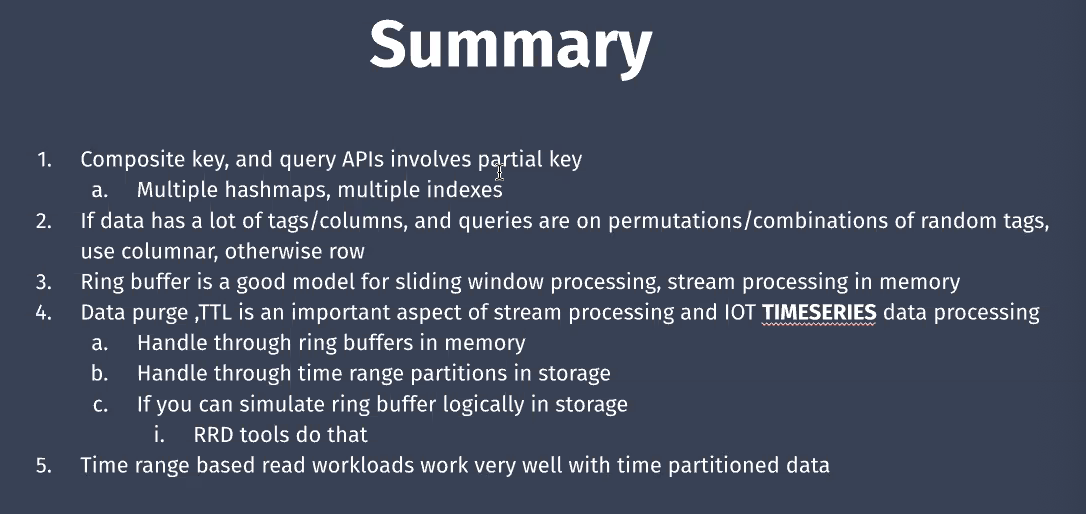 Summary
1. Composite key, and query APIs involves partial key
a. Multiple hashmaps, multiple indexes
2. If data has a lot of tags/columns, and queries are on permutations/combinations of random tags,
use columnar, otherwise row
3. Ring buffer is a good model for sliding window processing, stream processing in memory
4. Data purge ,TTL is an important aspect of stream processing and IOT TIMESERIES data processing
a. Handle through ring buffers in memory
b. Handle through time range partitions in storage
c. If you can simulate ring buffer logically in storage
i. RRD tools do that
5. Time range based read workloads work very well with time partitioned data